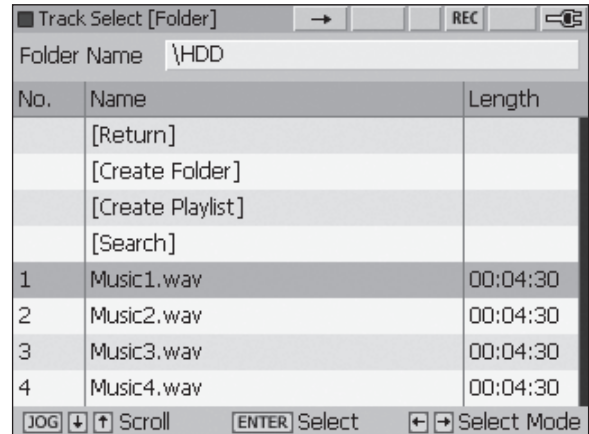 Track Select [Folder] → REC
Folder Name \HDD
No. Name Length
[Return]
[Create Folder]
[Create Playlist]
[Search]
1 Music1.wav 00:04:30
2 Music2.wav 00:04:30
3 Music3.wav 00:04:30
4 Music4.wav 00:04:30
JOG ↓ ↑ Scroll ENTER Select ← → Select Mode